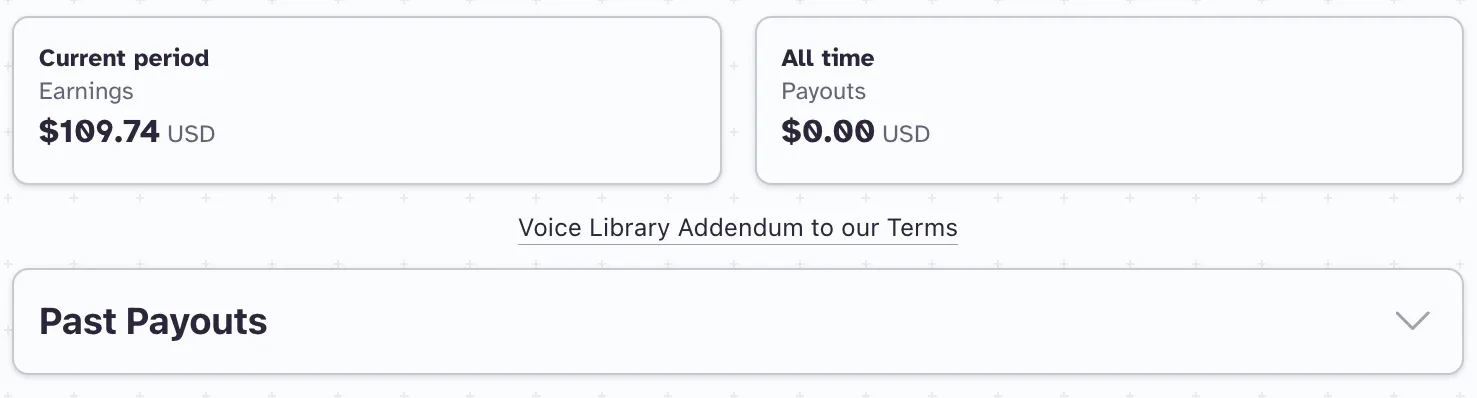 Current period
Earnings
$109.74 USD
All time
Payouts
$0.00 USD
Voice Library Addendum to our Terms
Past Payouts